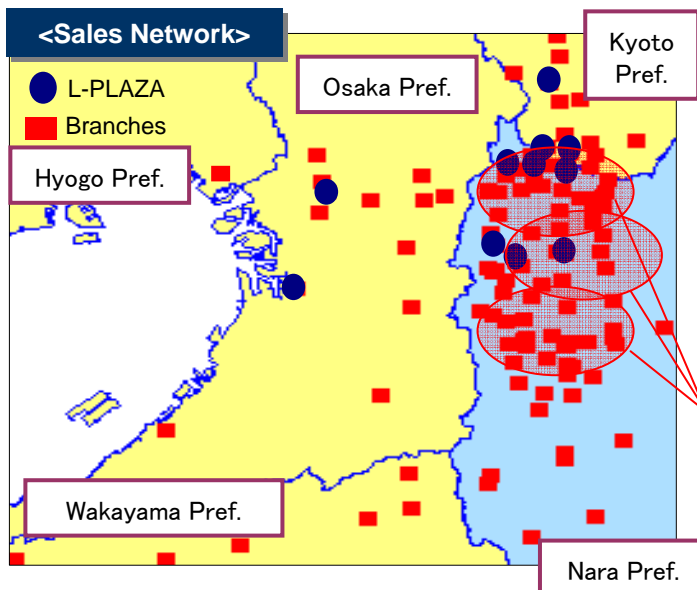 <Sales Network>
L-PLAZA
Branches
Kyoto
Pref.
Osaka Pref.
Hyogo Pref.
Wakayama Pref.
Nara Pref.